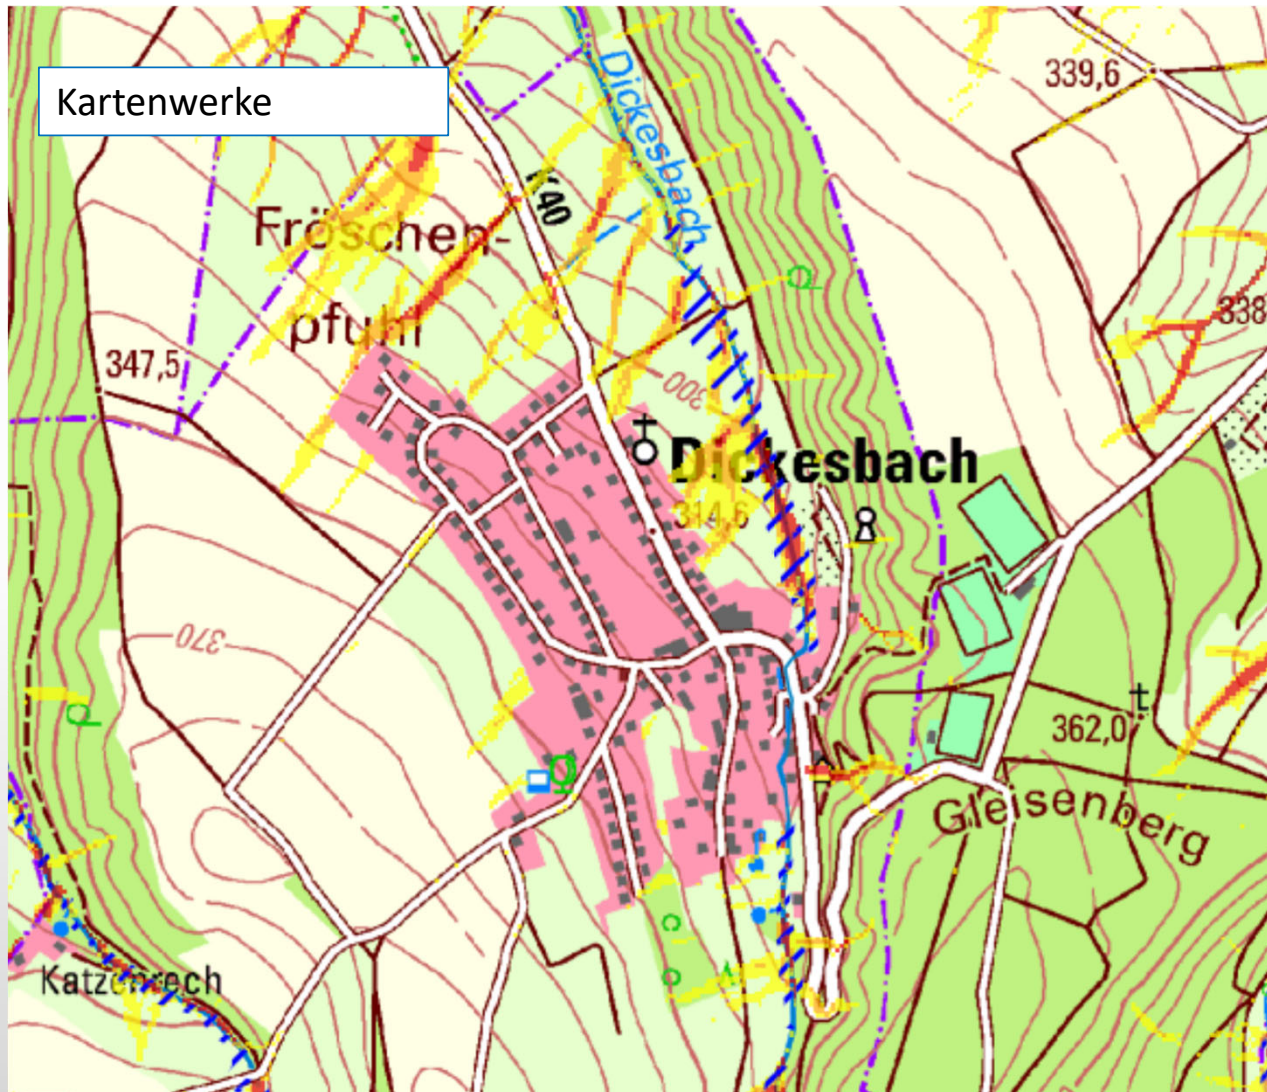 Kartenwerke
Dickesbach
339,6
K40
Fröschen-
pfuhl
338
347,5
300
Dickesbach
314,6
370
t
362,0
Gleisenberg
Katzenrech